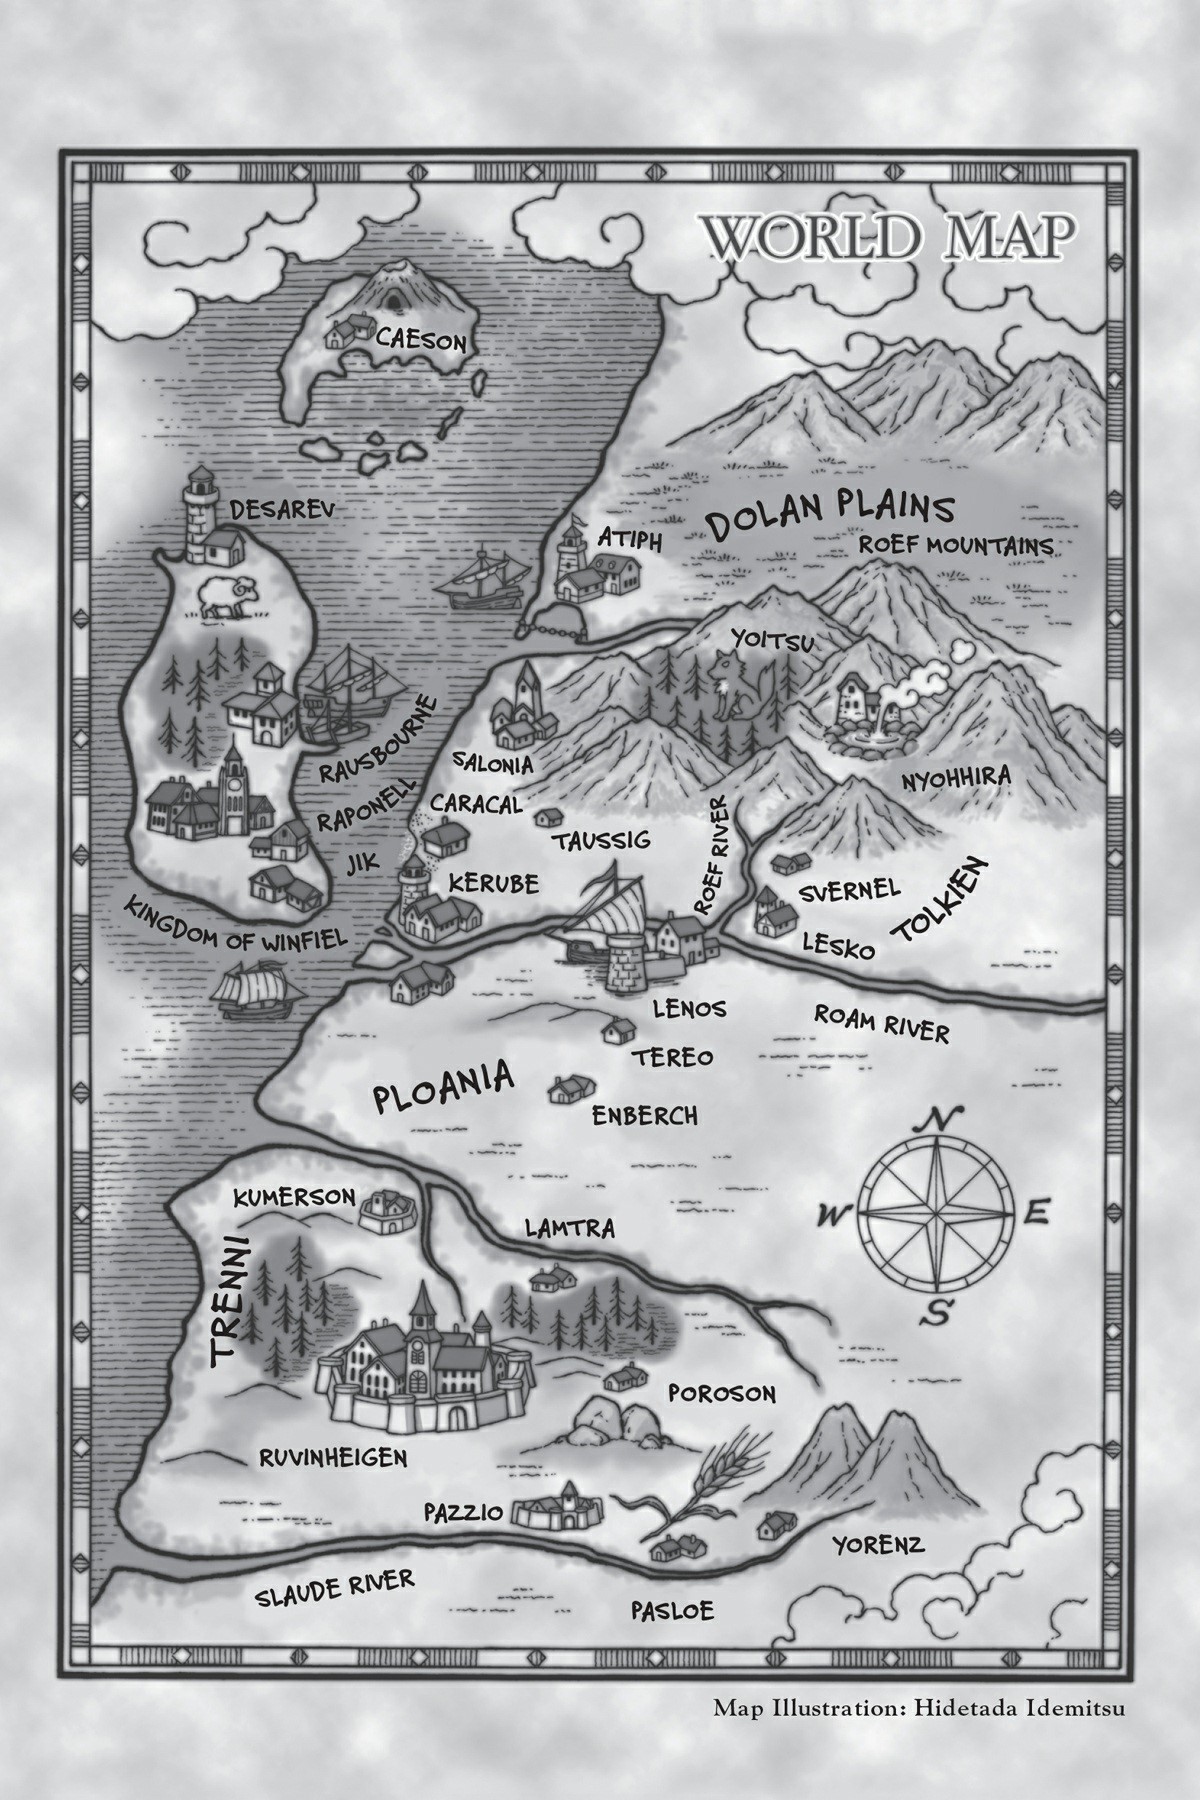 WORLD MAP
CAESON
DESAREV
DOLAN PLAINS
ATIPH
ROEF MOUNTAINS
YOITSU
RAUSBOURNE
SALONIA
NYOHHIRA
RAPONELL
CARACAL
TAUSSIG
ROEF RIVER
JIK
KERUBE
SVERNEL
TOLKIEN
KINGDOM OF WINFIEL
LESKO
LENOS
ROAM RIVER
TEREO
PLOANIA
ENBERCH
N
W
E
S
KUMERSON
LAMTRA
TRENNI
POROSON
RUVINHEIGEN
PAZZIO
YORENZ
SLAUDE RIVER
PASLOE
Map Illustration: Hidetada Idemitsu